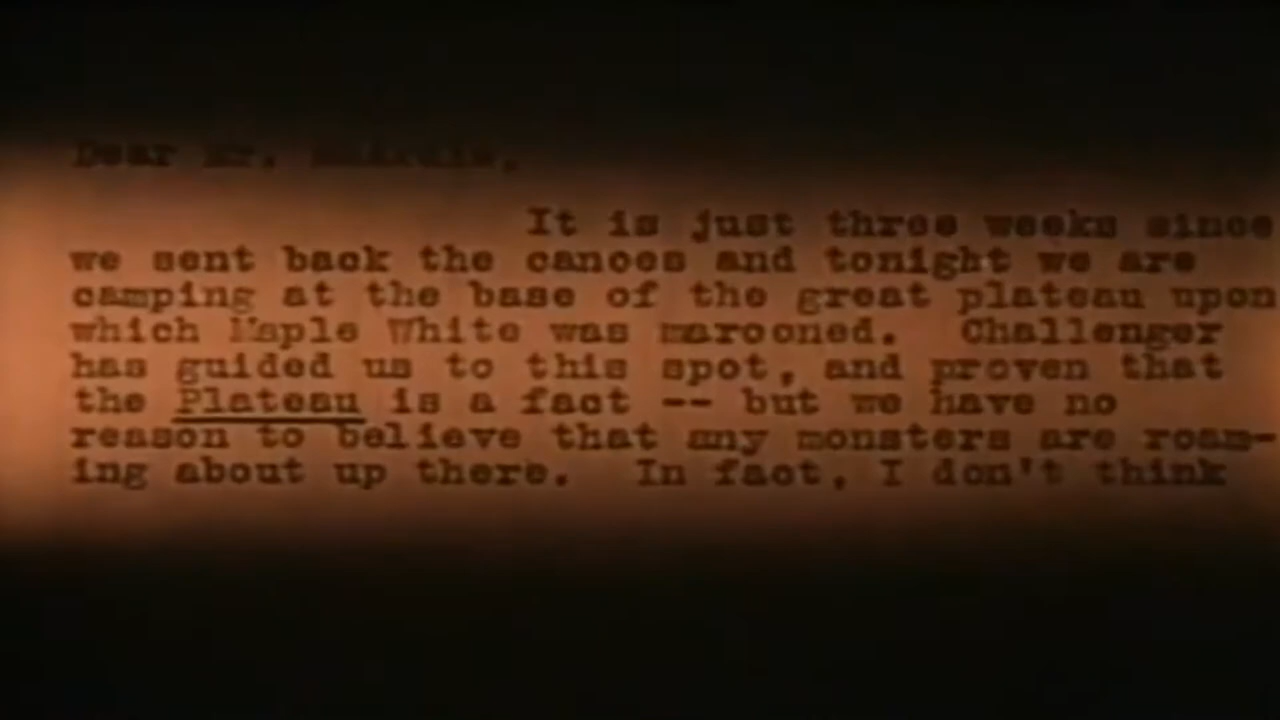 Dear Mr.
It is just three weeks since
we sent back the canoes and tonight we are
camping at the base of the great plateau upon
which Maple White was marooned. Challenger
has guided us to this spot, and proven that
the Plateau is a fact -- but we have no
reason to believe that any monsters are roam-
ing about up there. In fact, I don't think